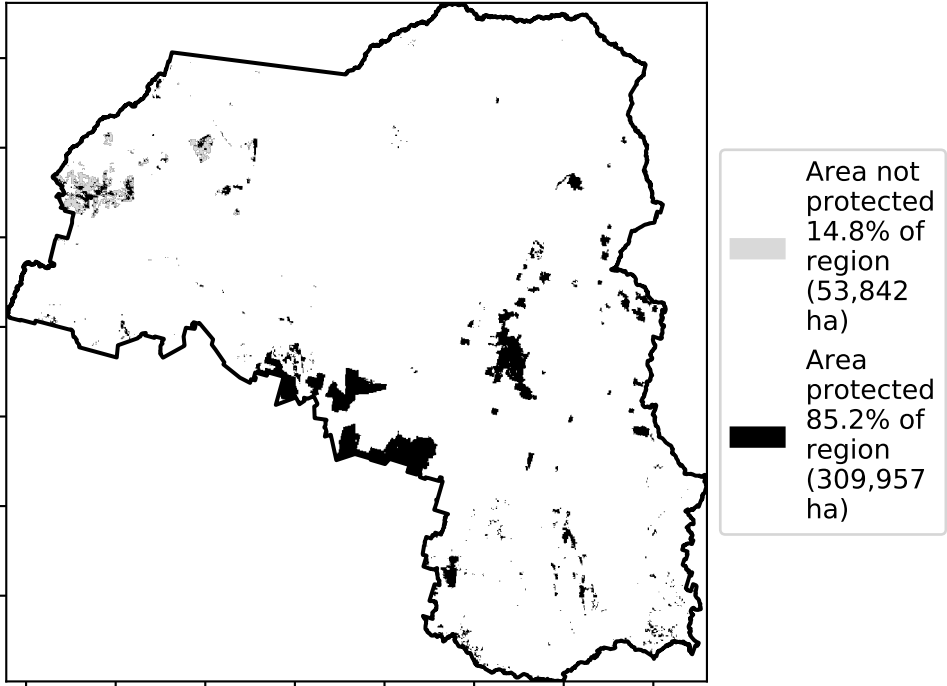 Area not
protected
14.8% of
region
(53,842
ha)
Area
protected
85.2% of
region
(309,957
ha)